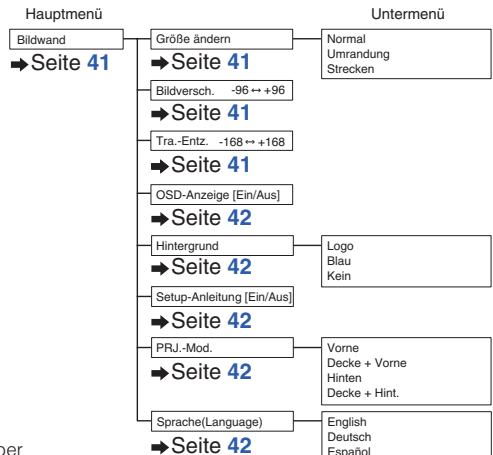 Hauptmenü
Untermenü
Bildwand
➔Seite 41
Größe ändern
➔Seite 41
Normal
Umrandung
Strecken
Bildversch. -96 ↔ +96
➔Seite 41
Tra.-Entz. -168 ↔ +168
➔Seite 41
OSD-Anzeige [Ein/Aus]
➔Seite 42
Hintergrund
➔Seite 42
Logo
Blau
Kein
Setup-Anleitung [Ein/Aus]
➔Seite 42
PRJ.-Mod.
➔Seite 42
Vorne
Decke + Vorne
Hinten
Decke + Hint.
Sprache(Language)
➔Seite 42
English
Deutsch
Español